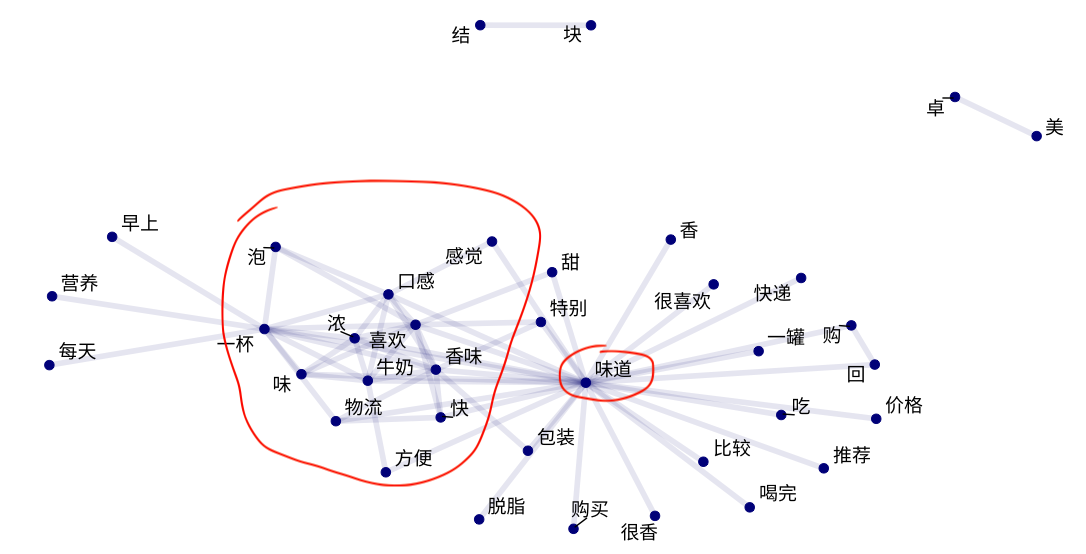 结
块
卓
美
早上
香
泡
感觉
甜
营养
口感
很喜欢
快递
特别
浓
喜欢
一罐
购
一杯
每天
香味
味道
牛奶
回
味
物流
快
吃
价格
包装
比较
方便
推荐
喝完
脱脂
购买
很香